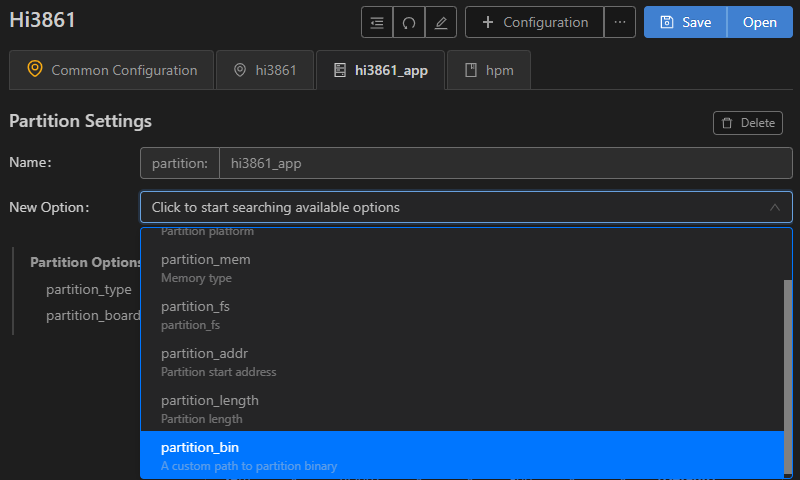 Hi3861
+ Configuration
...
Save
Open
Common Configuration
hi3861
hi3861_app
hpm
Partition Settings
Delete
Name:
partition:
hi3861_app
New Option:
Click to start searching available options
Partition platform
Partition Options
partition_mem
Memory type
partition_type
partition_fs
partition_fs
partition_board
partition_addr
Partition start address
partition_length
Partition length
partition_bin
A custom path to partition binary